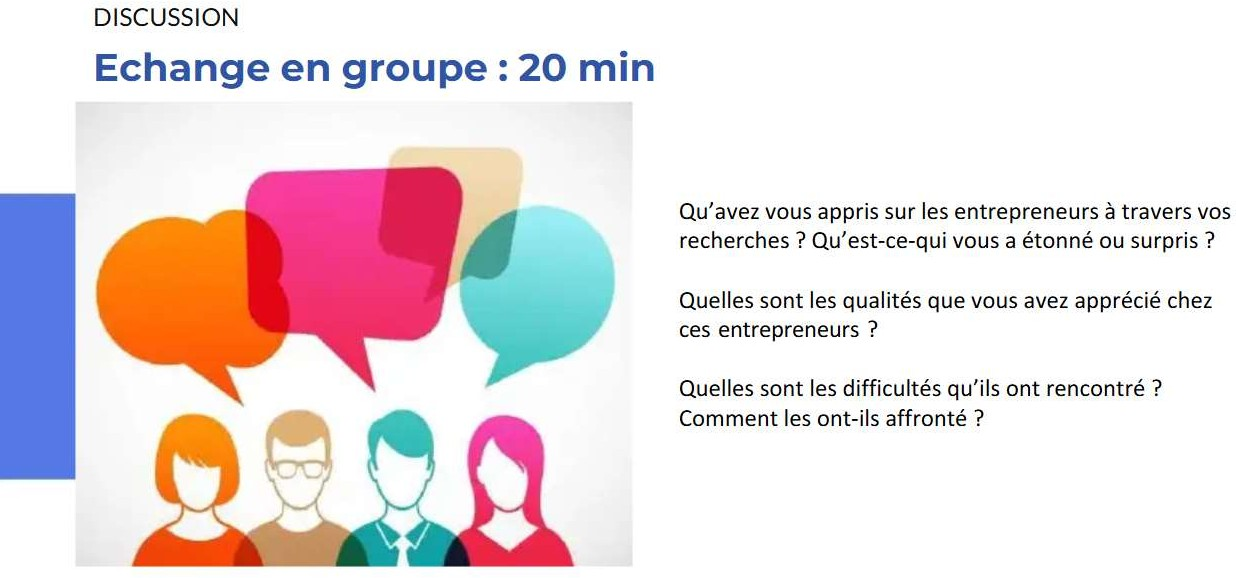 DISCUSSION
Echange en groupe : 20 min
Qu’avez vous appris sur les entrepreneurs à travers vos
recherches ? Qu’est-ce-qui vous a étonné ou surpris ?
Quelles sont les qualités que vous avez apprécié chez
ces entrepreneurs ?
Quelles sont les difficultés qu’ils ont rencontré ?
Comment les ont-ils affronté ?